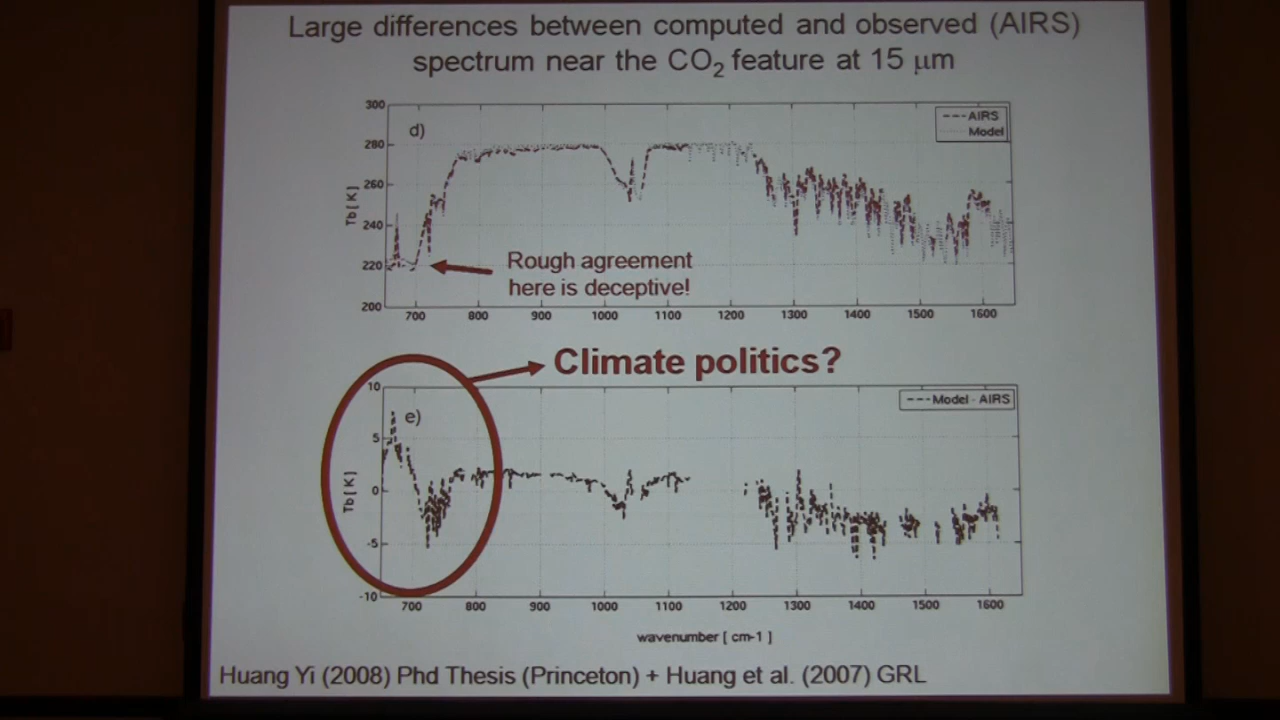 Large differences between computed and observed (AIRS)
spectrum near the CO₂ feature at 15 μm
300
280
260
240
220
200
Tb [ K]
d)
---AIRS
Model
Rough agreement
here is deceptive!
700 800 900 1000 1100 1200 1300 1400 1500 1600
Climate politics?
10
5
0
-5
-10
Tb [ K]
e)
---Model - AIRS
700 800 900 1000 1100 1200 1300 1400 1500 1600
wavenumber [ cm-1 ]
Huang Yi (2008) Phd Thesis (Princeton) + Huang et al. (2007) GRL